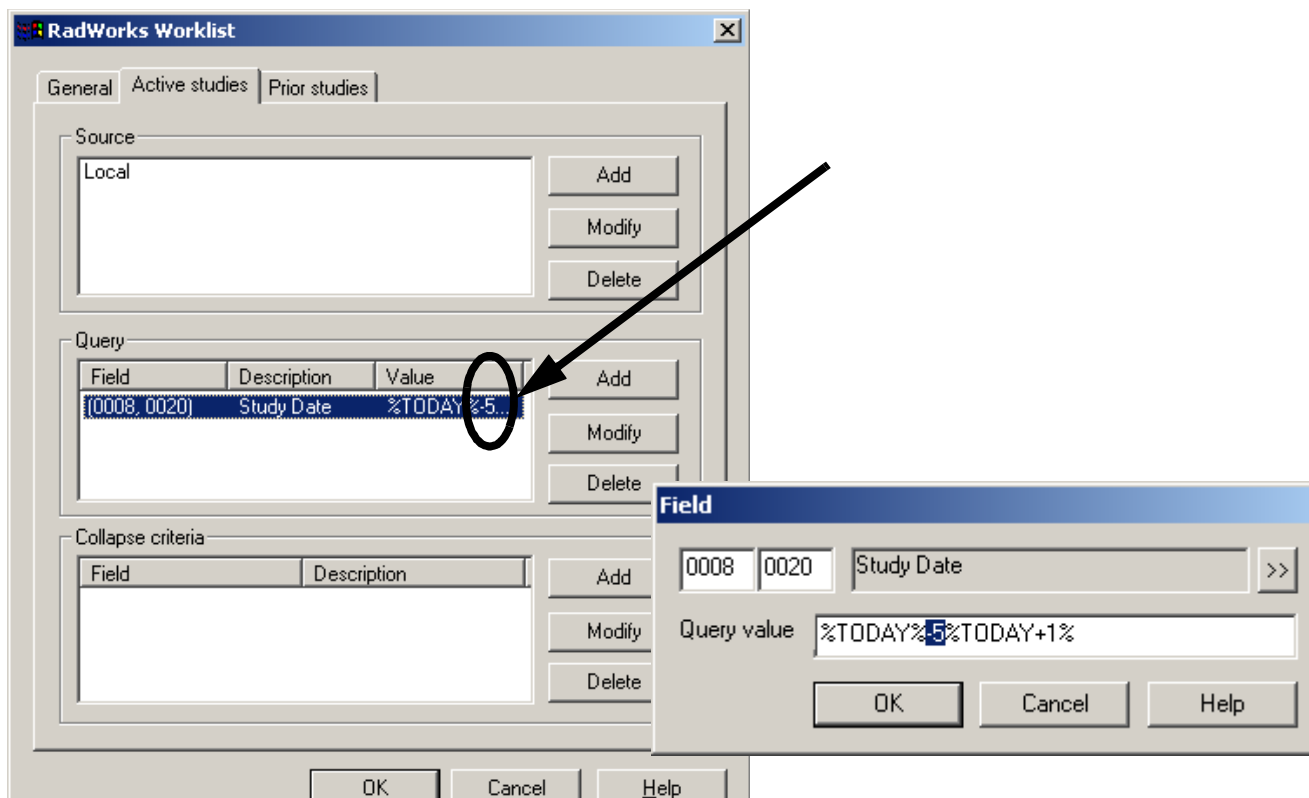 RadWorks Worklist
General Active studies Prior studies
Source
Local
Add
Modify
Delete
Query
Field Description Value
(0008, 0020) Study Date %TODAY%-5...
Add
Modify
Delete
Collapse criteria
Field Description
Add
Modify
Delete
OK Cancel Help
Field
0008 0020 Study Date >>
Query value %TODAY%-5%TODAY+1%
OK Cancel Help